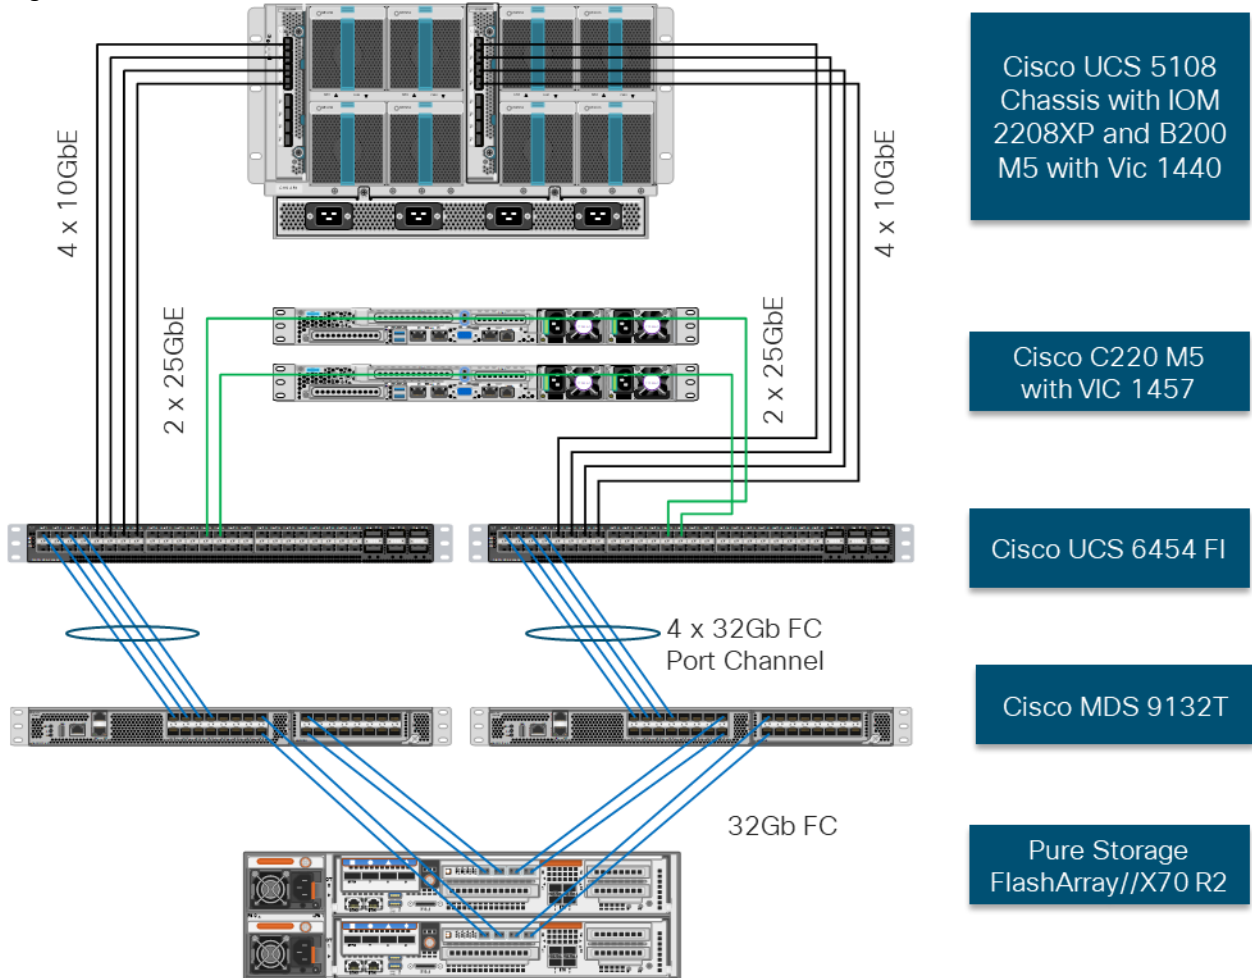 Cisco UCS 5108
Chassis with IOM
2208XP and B200
M5 with Vic 1440
4 x 10GbE
4 x 10GbE
2 x 25GbE
2 x 25GbE
Cisco C220 M5
with VIC 1457
Cisco UCS 6454 FI
4 x 32Gb FC
Port Channel
Cisco MDS 9132T
32Gb FC
Pure Storage
FlashArray//X70 R2